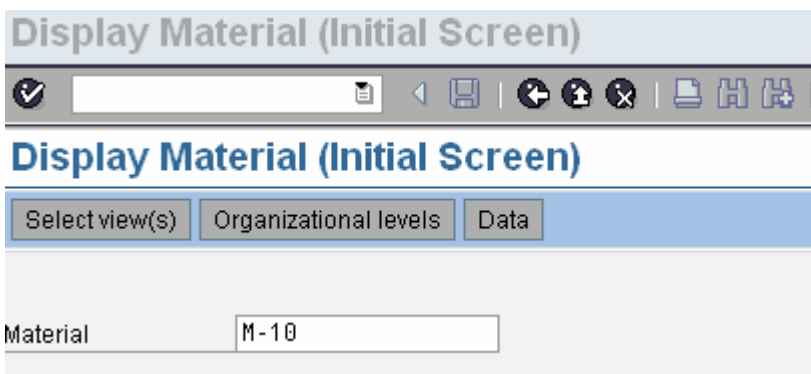 Display Material (Initial Screen)
Display Material (Initial Screen)
Select view(s) Organizational levels Data
Material M-10